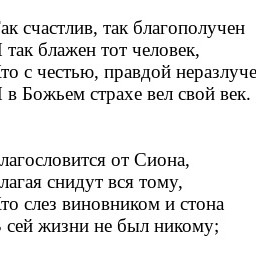 ак счастлив, так благополучен
так блажен тот человек,
то с честью, правдой неразлуче
в Божьем страхе вел свой век.
лагословится от Сиона,
лагая снидут вся тому,
то слез виновником и стона
сей жизни не был никому;